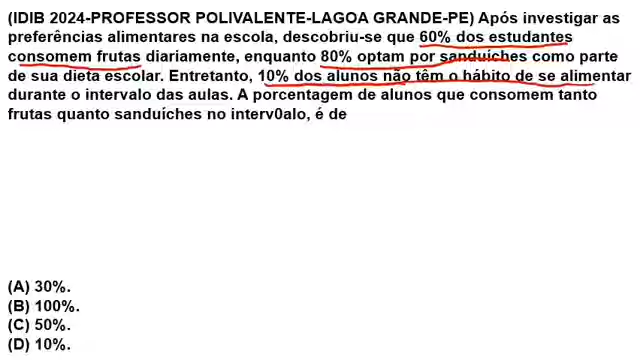 (IDIB 2024-PROFESSOR POLIVALENTE-LAGOA GRANDE-PE) Após investigar as
preferências alimentares na escola, descobriu-se que 60% dos estudantes
consomem frutas diariamente, enquanto 80% optam por sanduíches como parte
de sua dieta escolar. Entretanto, 10% dos alunos não têm o hábito de se alimentar
durante o intervalo das aulas. A porcentagem de alunos que consomem tanto
frutas quanto sanduíches no interv0alo, é de
(A) 30%.
(B) 100%.
(C) 50%.
(D) 10%.